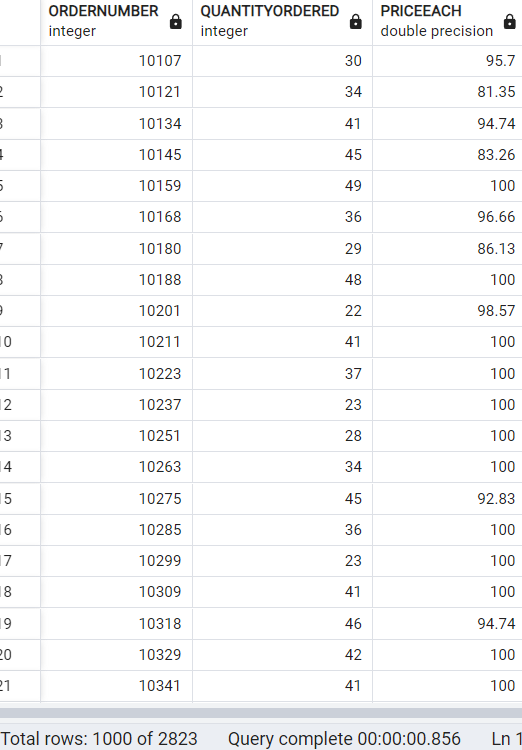 ORDERNUMBER QUANTITYORDERED PRICEEACH
integer integer double precision
10107 30 95.7
2 10121 34 81.35
3 10134 41 94.74
4 10145 45 83.26
5 10159 49 100
6 10168 36 96.66
7 10180 29 86.13
8 10188 48 100
9 10201 22 98.57
10 10211 41 100
11 10223 37 100
12 10237 23 100
13 10251 28 100
14 10263 34 100
15 10275 45 92.83
16 10285 36 100
17 10299 23 100
18 10309 41 100
19 10318 46 94.74
20 10329 42 100
21 10341 41 100
Total rows: 1000 of 2823 Query complete 00:00:00.856 Ln 1